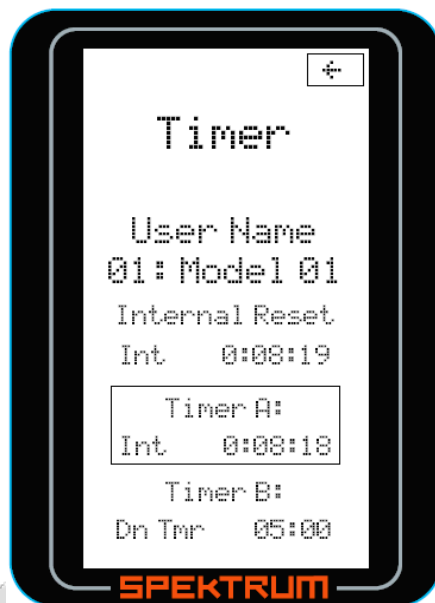 ←
Timer
User Name
01: Model 01
Internal Reset
Int 0:08:19
Timer A:
Int 0:08:18
Timer B:
Dn Tmr 05:00
SPEKTRUM